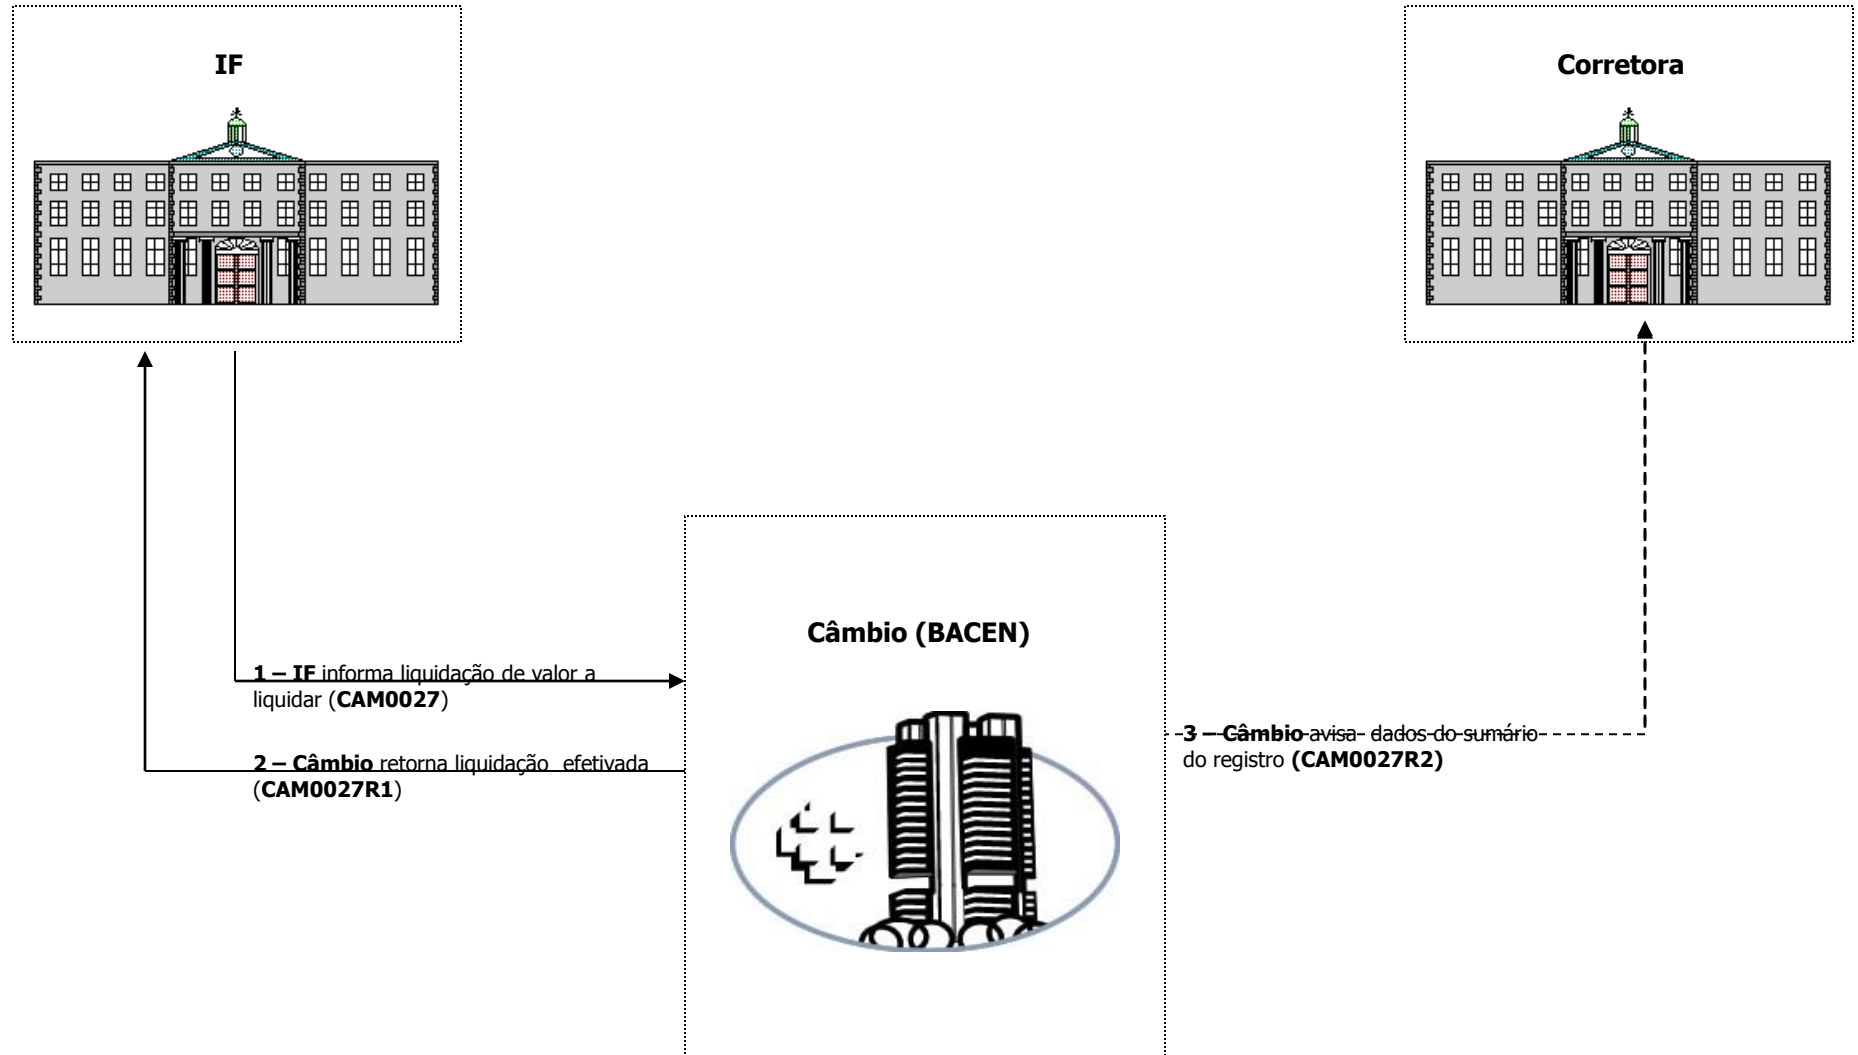 IF
Corretora
Câmbio (BACEN)
1 – IF informa liquidação de valor a
liquidar (CAM0027)
2 – Câmbio retorna liquidação efetivada
(CAM0027R1)
3 – Câmbio avisa dados do sumário
do registro (CAM0027R2)